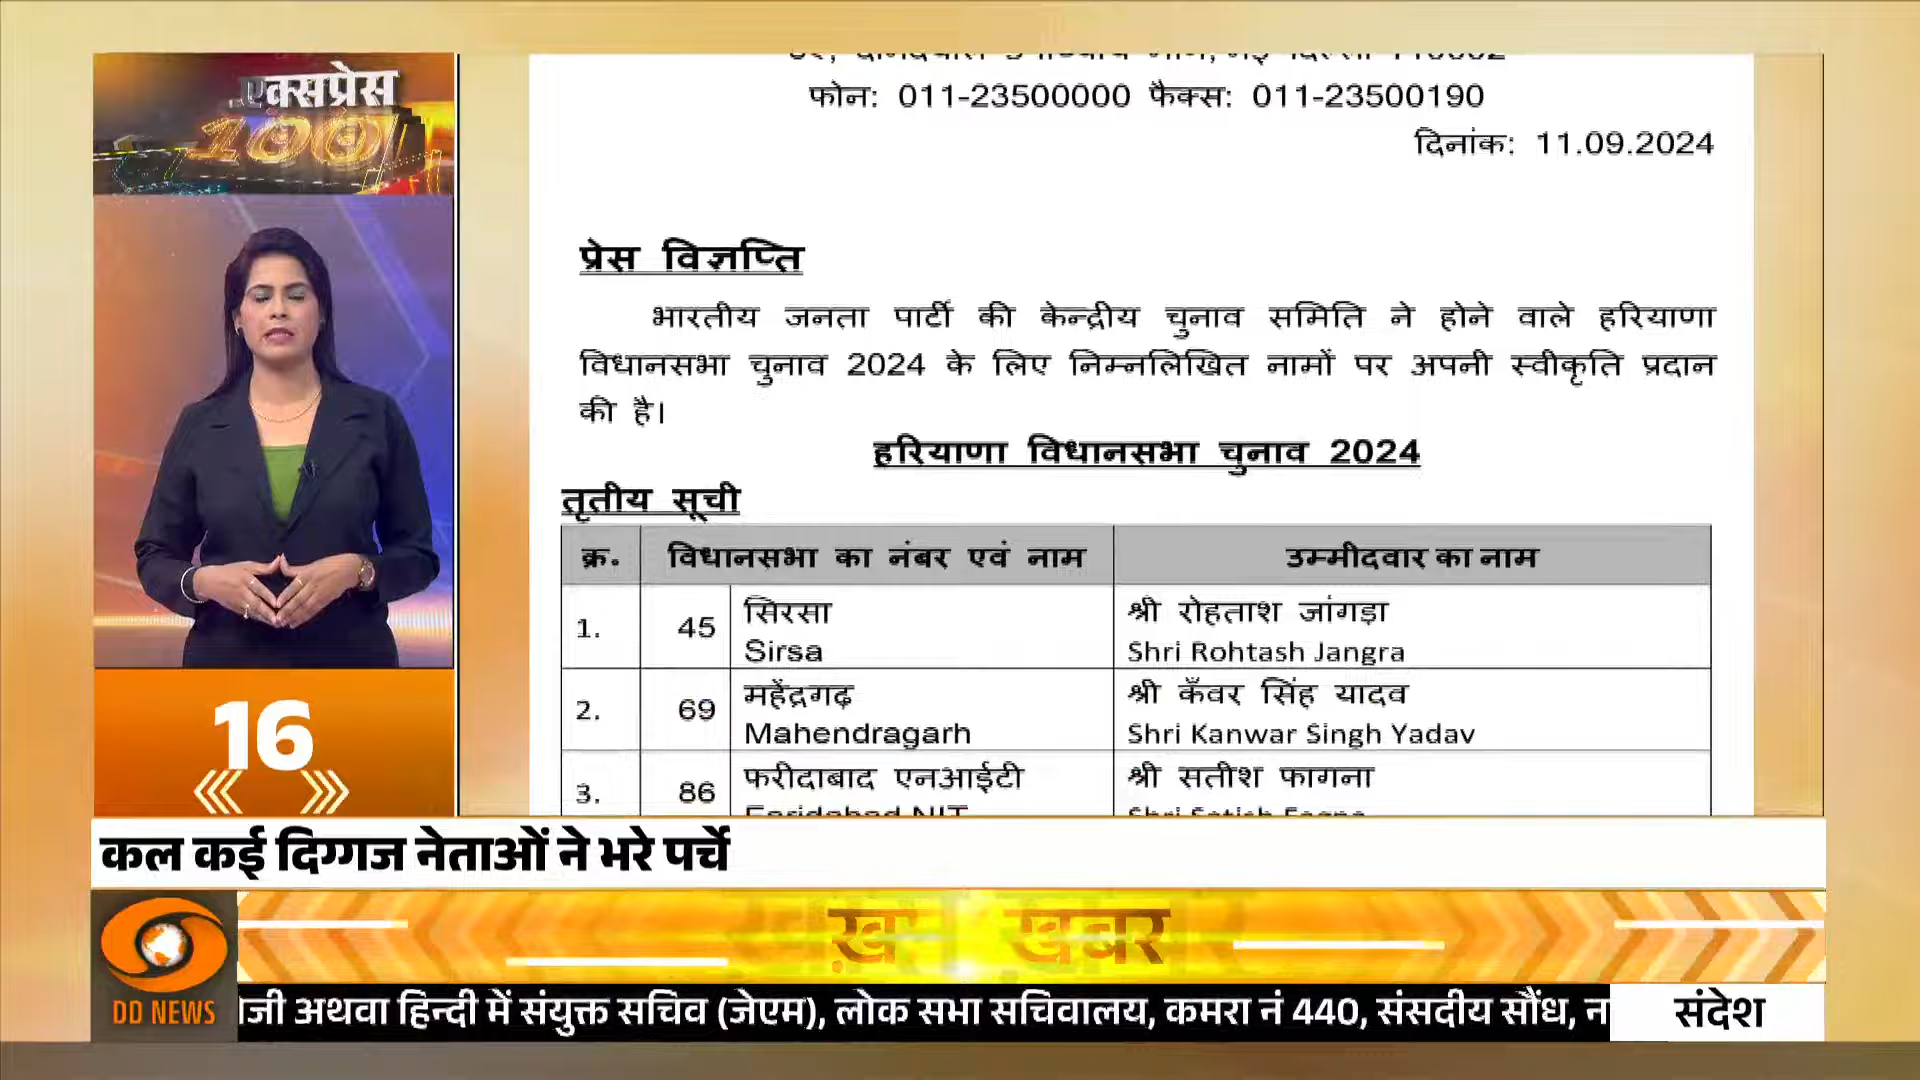 एक्सप्रेस
100
फोन: 011-23500000 फैक्स: 011-23500190
दिनांक: 11.09.2024
प्रेस विज्ञप्ति
भारतीय जनता पार्टी की केन्द्रीय चुनाव समिति ने होने वाले हरियाणा
विधानसभा चुनाव 2024 के लिए निम्नलिखित नामों पर अपनी स्वीकृति प्रदान
की है।
हरियाणा विधानसभा चुनाव 2024
तृतीय सूची
क्र. विधानसभा का नंबर एवं नाम उम्मीदवार का नाम
1. 45 सिरसा श्री रोहताश जांगड़ा
Sirsa Shri Rohtash Jangra
2. 69 महेंद्रगढ़ श्री कँवर सिंह यादव
Mahendragarh Shri Kanwar Singh Yadav
3. 86 फरीदाबाद एनआईटी श्री सतीश फागना
16
कल कई दिग्गज नेताओं ने भरे पर्चे
खबर
DD NEWS
अथवा हिन्दी में संयुक्त सचिव (जेएम), लोक सभा सचिवालय, कमरा नं 440, संसदीय सौंध,
संदेश